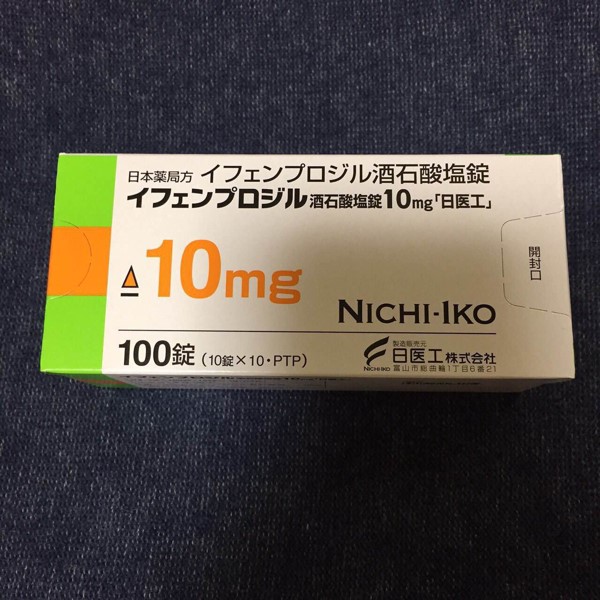 日本薬局方 イフェンプロジル酒石酸塩錠
イフェンプロジル酒石酸塩錠10mg「日医工」
10mg
開封口
NICHI-IKO
100錠 (10錠×10・PTP)
製造販売元
日医工株式会社
NICHI-IKO 富山市総曲輪1丁目6番21